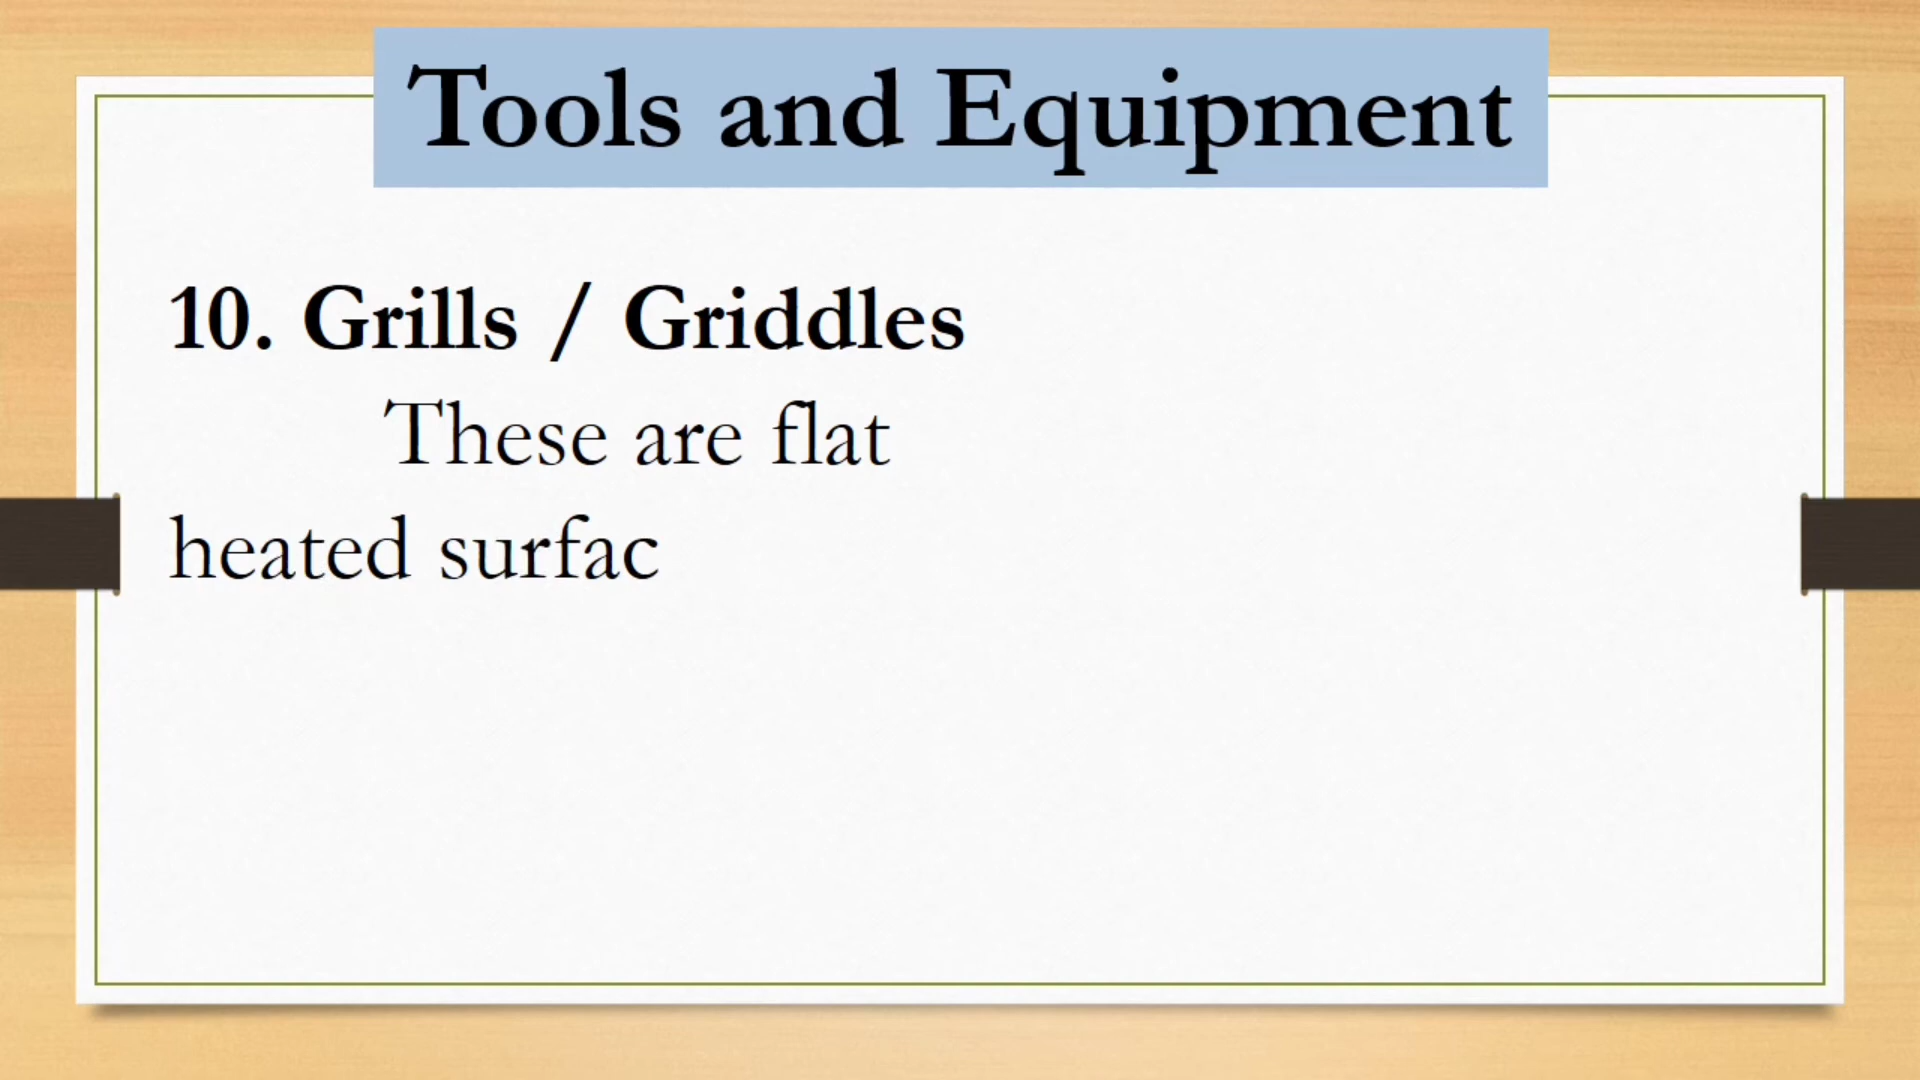 Tools and Equipment
10. Grills / Griddles
These are flat
heated surfac